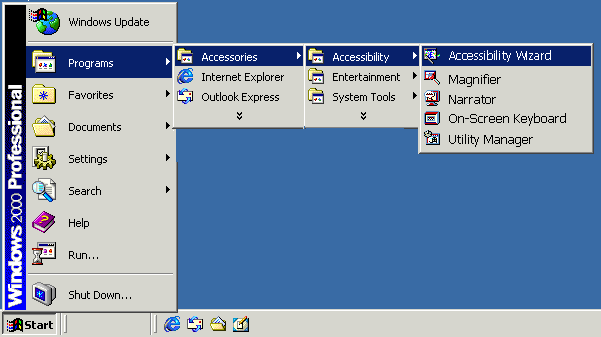 Windows 2000 Professional
Windows Update
Programs
Favorites
Documents
Settings
Search
Help
Run...
Shut Down...
Accessories
Internet Explorer
Outlook Express
Accessibility
Entertainment
System Tools
Accessibility Wizard
Magnifier
Narrator
On-Screen Keyboard
Utility Manager
Start